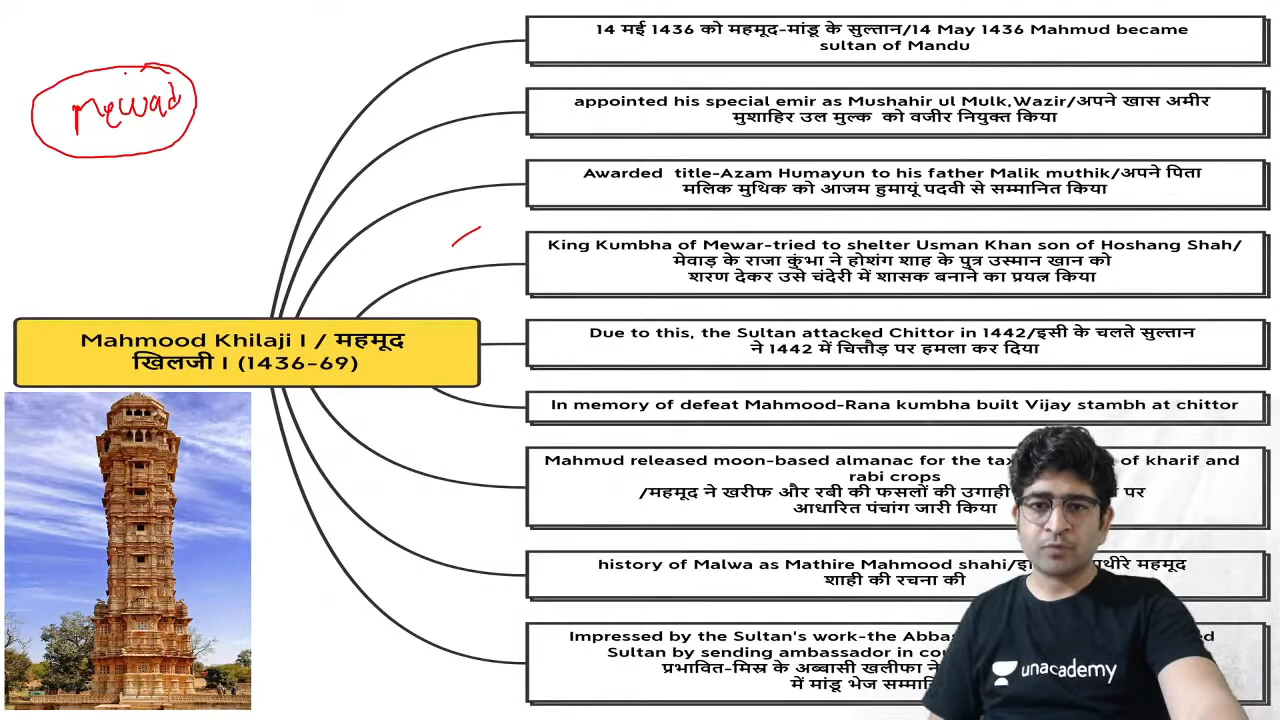 Mewad
14 मई 1436 को महमूद-मांडू के सुल्तान/14 May 1436 Mahmud became
sultan of Mandu
appointed his special emir as Mushahir ul Mulk,Wazir/अपने खास अमीर
मुशाहिर उल मुल्क को वजीर नियुक्त किया
Awarded title-Azam Humayun to his father Malik muthik/अपने पिता
मलिक मुथिक को आजम हुमायूं पदवी से सम्मानित किया
King Kumbha of Mewar-tried to shelter Usman Khan son of Hoshang Shah/
मेवाड़ के राजा कुंभा ने होशंग शाह के पुत्र उस्मान खान को
शरण देकर उसे चंदेरी में शासक बनाने का प्रयत्न किया
Mahmood Khilaji I / महमूद
खिलजी I (1436-69)
Due to this, the Sultan attacked Chittor in 1442/इसी के चलते सुल्तान
ने 1442 में चित्तौड़ पर हमला कर दिया
In memory of defeat Mahmood-Rana kumbha built Vijay stambh at chittor
Mahmud released moon-based almanac for the tax of kharif and
rabi crops
/महमूद ने खरीफ और रबी की फसलों की उगाही पर
आधारित पंचांग जारी किया
history of Malwa as Mathire Mahmood shahi/ महमूद
शाही की रचना की
Impressed by the Sultan's work-the
Sultan by sending ambassador in
प्रभावित-मिस्र के अब्बासी खलीफा ने
में मांडू भेज
unacademy